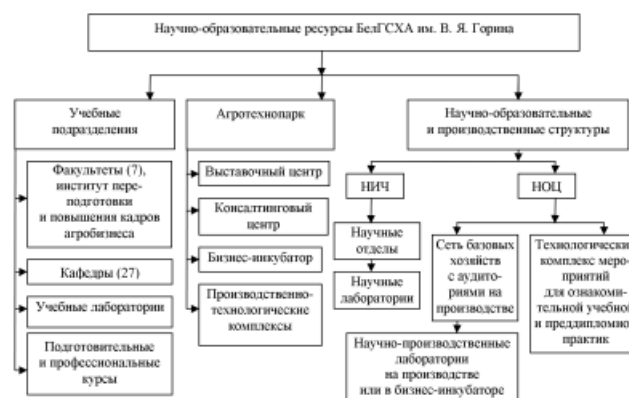 Научно-образовательные ресурсы БелГСХА им. В. Я. Горина
Учебные
подразделения
Факультеты (7),
институт пере-
подготовки
и повышения кадров
агробизнеса
Кафедры (27)
Учебные лаборатории
Подготовительные
и профессиональные
курсы
Агротехнопарк
Выставочный центр
Консалтинговый
центр
Бизнес-инкубатор
Производственно-
технологические
комплексы
Научно-образовательные
и производственные структуры
НИЧ
Научные
отделы
Научные
лаборатории
НОЦ
Сеть базовых
хозяйств
с аудито-
риями на
производстве
Научно-производственные
лаборатории
на производстве
или в бизнес-инкубаторе
Технологически
комплекс меро-
приятий
для ознакоми-
тельной учебной
и преддипломно
практик